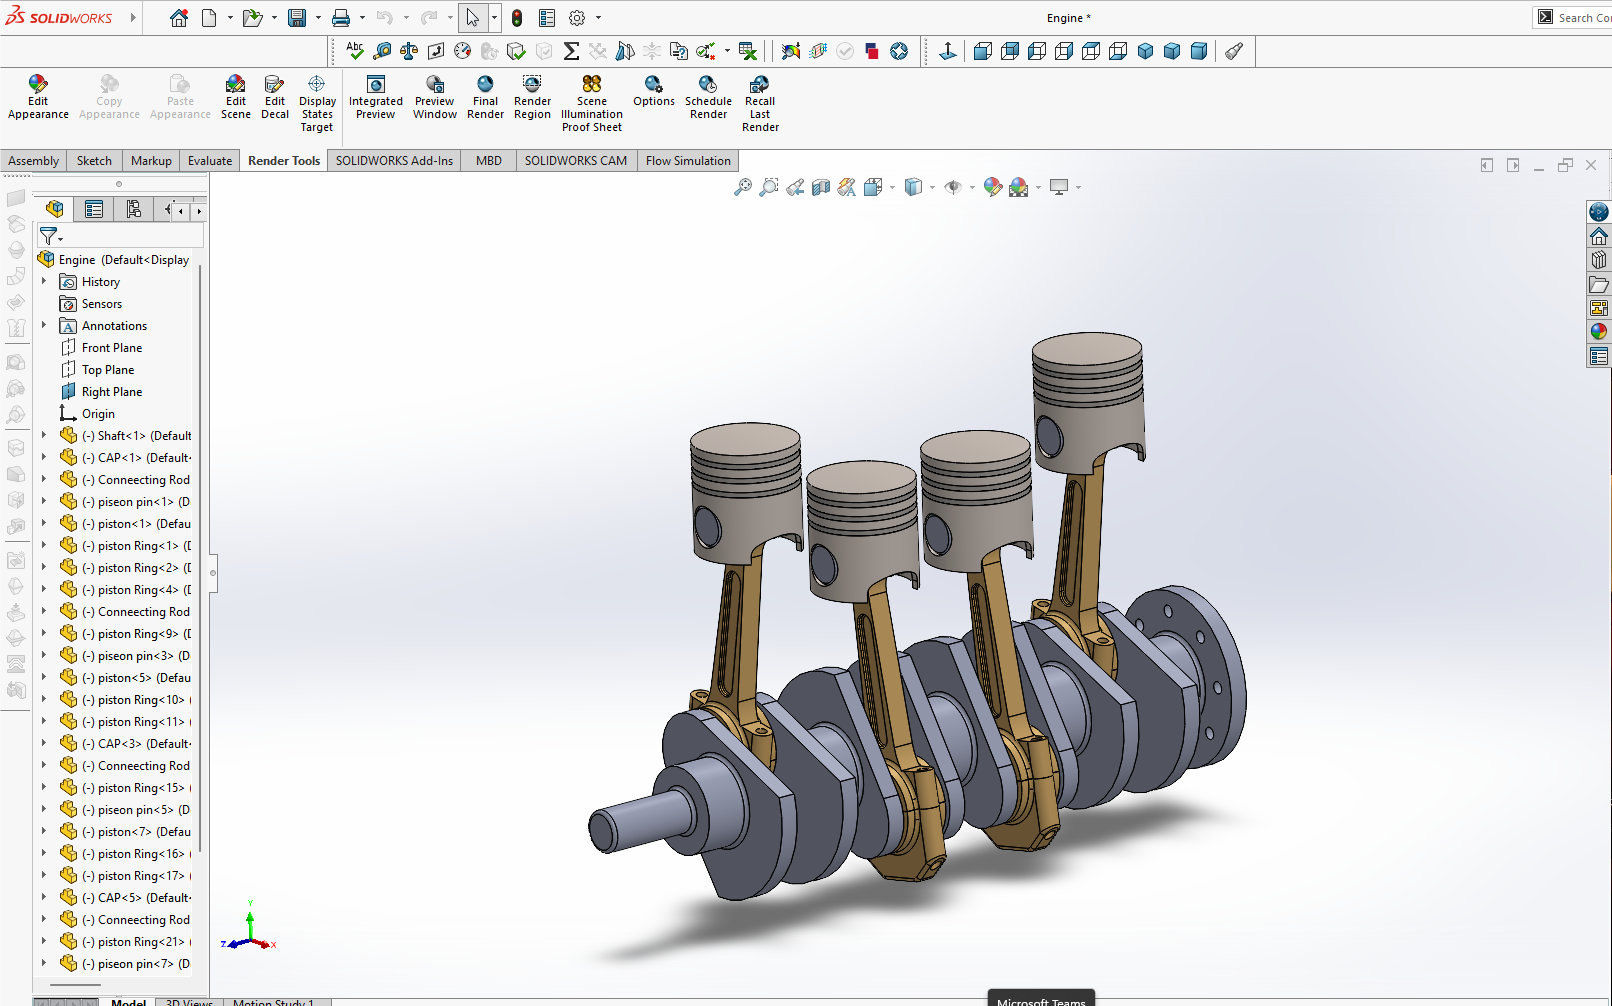 SOLIDWORKS
Engine *
Search Co
Abc
Edit Appearance
Copy Appearance
Paste Appearance
Edit Scene
Edit Decal
Display States Target
Integrated Preview
Preview Window
Final Render
Render Region
Scene Illumination Proof Sheet
Options
Schedule Render
Recall Last Render
Assembly
Sketch
Markup
Evaluate
Render Tools
SOLIDWORKS Add-Ins
MBD
SOLIDWORKS CAM
Flow Simulation
Engine (Default<Display
History
Sensors
A Annotations
Front Plane
Top Plane
Right Plane
Origin
(-) Shaft<1> (Default
(-) CAP<1> (Default
(-) Conneecting Rod
(-) piseon pin<1> (D
(-) piston<1> (Defau
(-) piston Ring<1> (D
(-) piston Ring<2> (D
(-) piston Ring<4> (D
(-) Conneecting Rod
(-) piston Ring<9> (D
(-) piseon pin<3> (D
(-) piston<5> (Defau
(-) piston Ring<10> (
(-) piston Ring<11> (
(-) CAP<3> (Default
(-) Conneecting Rod
(-) piston Ring<15> (
(-) piseon pin<5> (D
(-) piston<7> (Defau
(-) piston Ring<16> (
(-) piston Ring<17> (
(-) CAP<5> (Default
(-) Conneecting Rod
(-) piston Ring<21> (
(-) piseon pin<7> (D
Y
Z
X
Model
3D Views
Motion Study 1
Microsoft Teams